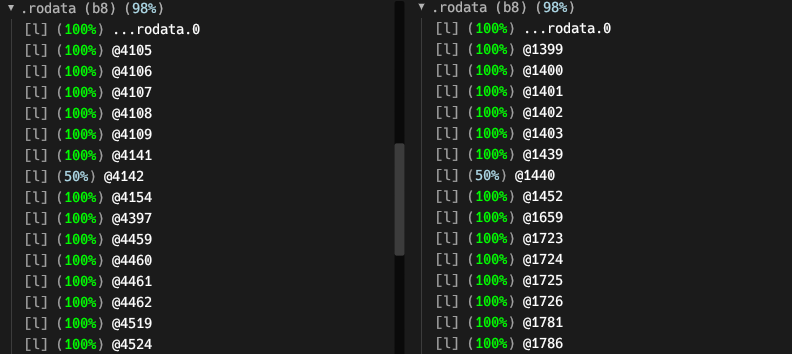 ▼ .rodata (b8) (98%)
[l] (100%) ...rodata.0
[l] (100%) @4105
[l] (100%) @4106
[l] (100%) @4107
[l] (100%) @4108
[l] (100%) @4109
[l] (100%) @4141
[l] (50%) @4142
[l] (100%) @4154
[l] (100%) @4397
[l] (100%) @4459
[l] (100%) @4460
[l] (100%) @4461
[l] (100%) @4462
[l] (100%) @4519
[l] (100%) @4524
▼ .rodata (b8) (98%)
[l] (100%) ...rodata.0
[l] (100%) @1399
[l] (100%) @1400
[l] (100%) @1401
[l] (100%) @1402
[l] (100%) @1403
[l] (100%) @1439
[l] (50%) @1440
[l] (100%) @1452
[l] (100%) @1659
[l] (100%) @1723
[l] (100%) @1724
[l] (100%) @1725
[l] (100%) @1726
[l] (100%) @1781
[l] (100%) @1786